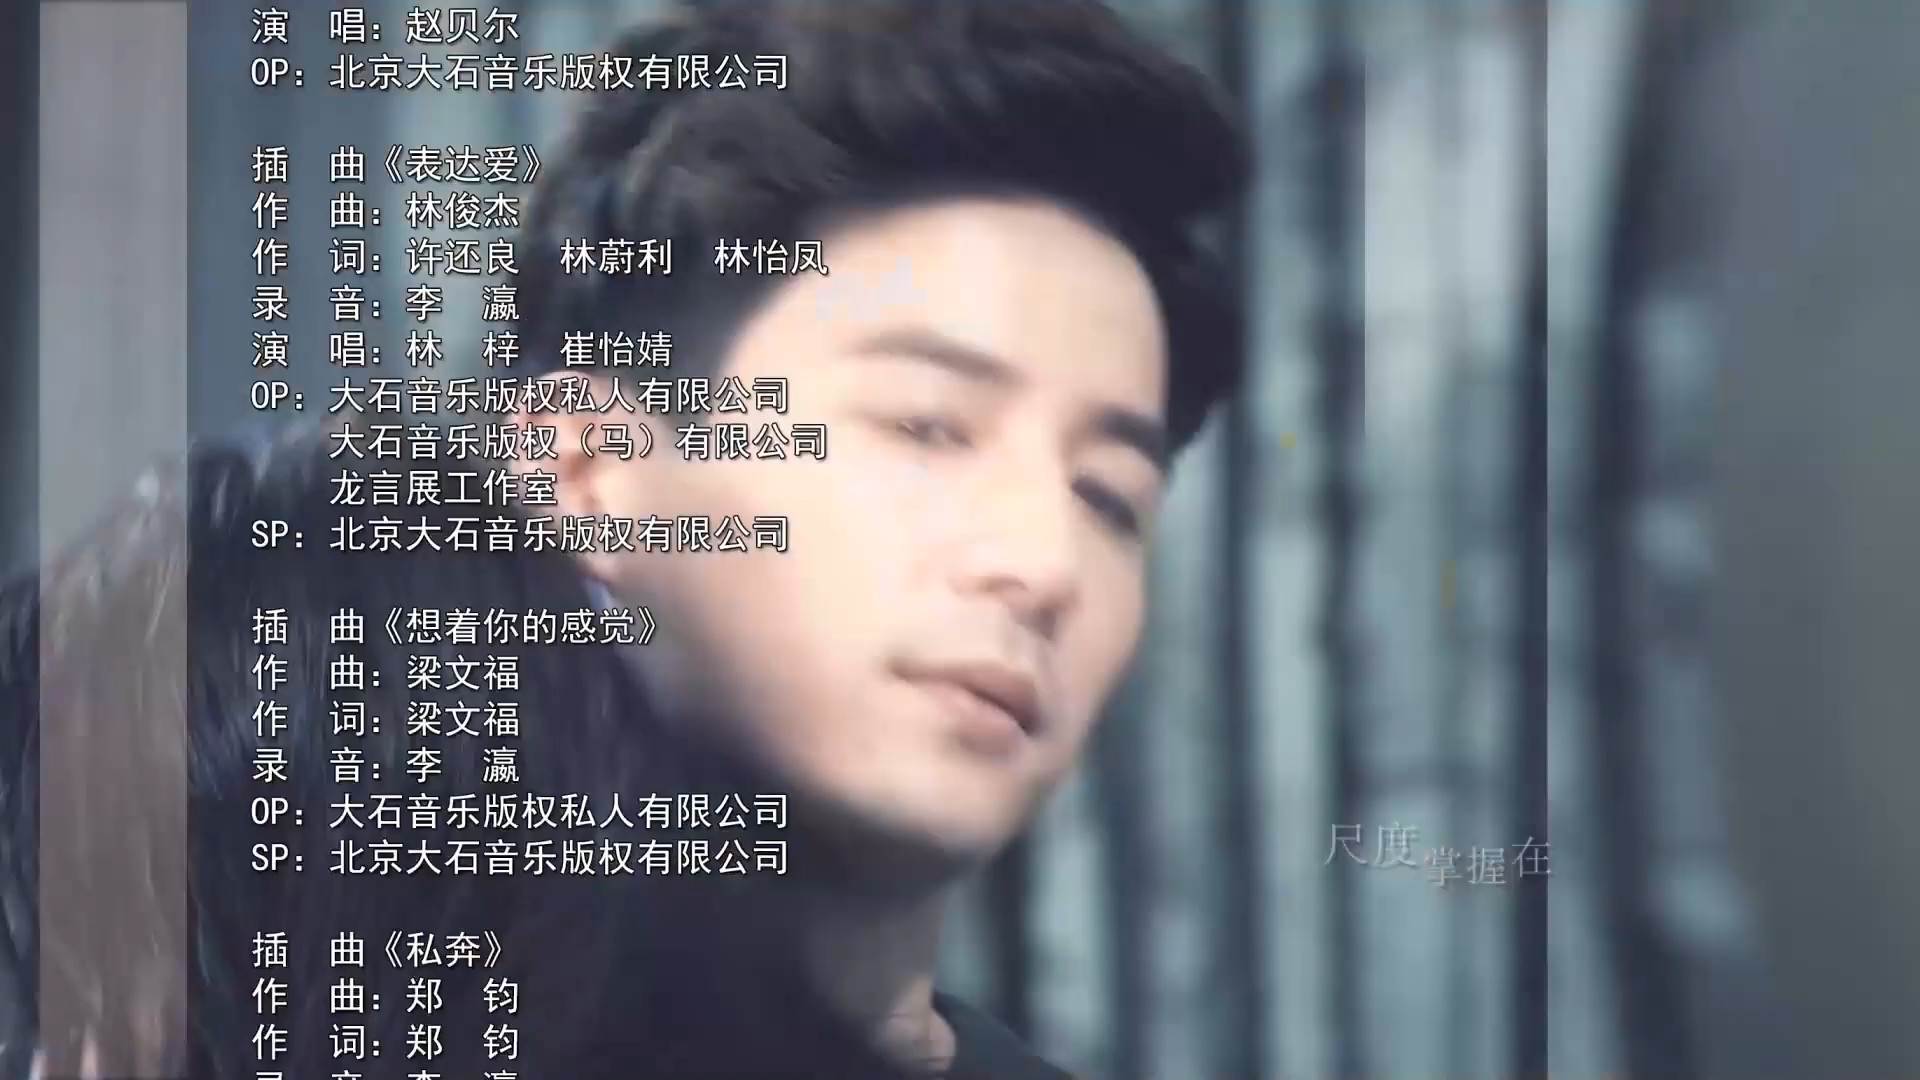 演　唱：赵贝尔
OP：北京大石音乐版权有限公司
插　曲《表达爱》
作　曲：林俊杰
作　词：许还良　林蔚利　林怡凤
录　音：李　瀛
演　唱：林　梓　崔怡婧
OP：大石音乐版权私人有限公司
大石音乐版权（马）有限公司
龙言展工作室
SP：北京大石音乐版权有限公司
插　曲《想着你的感觉》
作　曲：梁文福
作　词：梁文福
录　音：李　瀛
OP：大石音乐版权私人有限公司
SP：北京大石音乐版权有限公司
尺度掌握在
插　曲《私奔》
作　曲：郑　钧
作　词：郑　钧